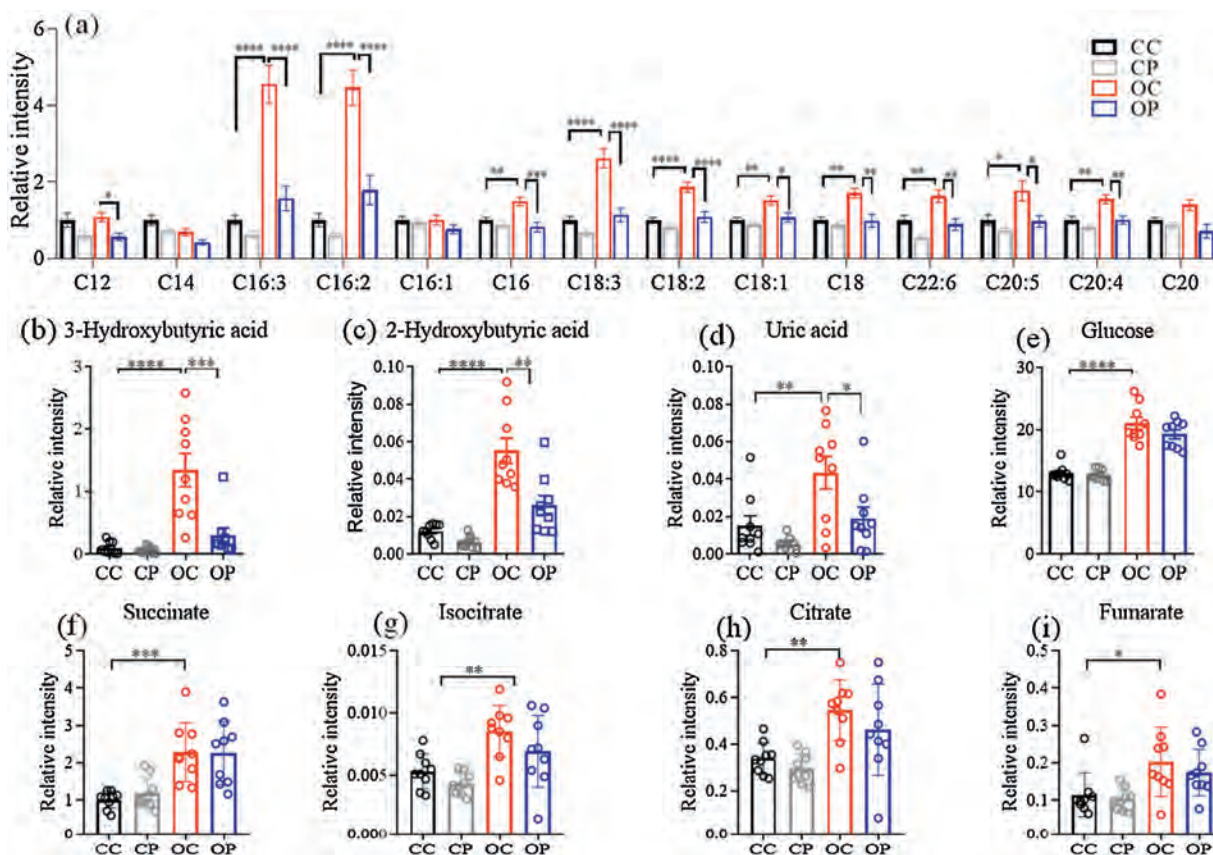 (a)
Relative intensity
6
4
2
0
**** **** **** **** * ** *** **** **** **** **** ** * ** ** ** ** * * ** **
CC
CP
OC
OP
C12 C14 C16:3 C16:2 C16:1 C16 C18:3 C18:2 C18:1 C18 C22:6 C20:5 C20:4 C20
(b) 3-Hydroxybutyric acid
Relative intensity
3
2
1
0
**** ***
CC CP OC OP
(c) 2-Hydroxybutyric acid
Relative intensity
0.10
0.08
0.06
0.04
0.02
0.00
**** **
CC CP OC OP
(d) Uric acid
Relative intensity
0.10
0.08
0.06
0.04
0.02
0.00
** *
CC CP OC OP
(e) Glucose
Relative intensity
30
20
10
0
****
CC CP OC OP
(f) Succinate
Relative intensity
5
4
3
2
1
0
***
CC CP OC OP
(g) Isocitrate
Relative intensity
0.015
0.010
0.005
0.000
**
CC CP OC OP
(h) Citrate
Relative intensity
0.8
0.6
0.4
0.2
0.0
**
CC CP OC OP
(i) Fumarate
Relative intensity
0.5
0.4
0.3
0.2
0.1
0.0
*
CC CP OC OP